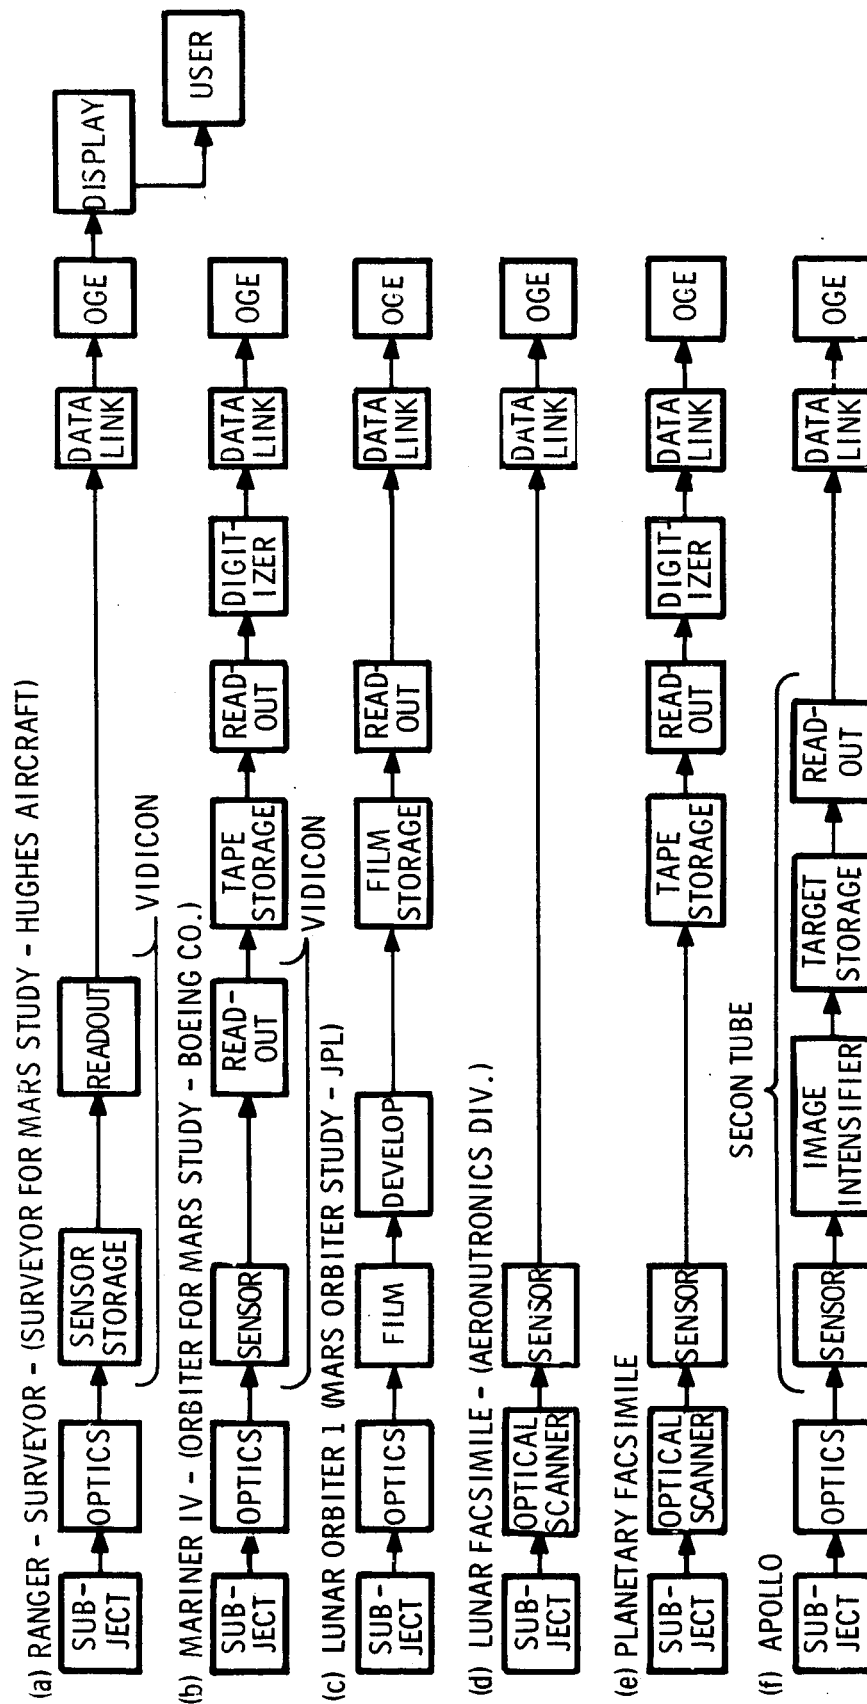 (a) RANGER - SURVEYOR - (SURVEYOR FOR MARS STUDY - HUGHES AIRCRAFT)
SUB-
JECT
OPTICS
SENSOR
STORAGE
READOUT
DATA
LINK
OGE
DISPLAY
USER
VIDICON
(b) MARINER IV - (ORBITER FOR MARS STUDY - BOEING CO.)
SUB-
JECT
OPTICS
SENSOR
READ-
OUT
TAPE
STORAGE
READ-
OUT
DIGIT-
IZER
DATA
LINK
OGE
VIDICON
(c) LUNAR ORBITER 1 (MARS ORBITER STUDY - JPL)
SUB-
JECT
OPTICS
FILM
DEVELOP
FILM
STORAGE
READ-
OUT
DATA
LINK
OGE
(d) LUNAR FACSIMILE - (AERONUTRONICS DIV.)
SUB-
JECT
OPTICAL
SCANNER
SENSOR
DATA
LINK
OGE
(e) PLANETARY FACSIMILE
SUB-
JECT
OPTICAL
SCANNER
SENSOR
TAPE
STORAGE
READ-
OUT
DIGIT-
IZER
DATA
LINK
OGE
(f) APOLLO
SECON TUBE
SUB-
JECT
OPTICS
SENSOR
IMAGE
INTENSIFIER
TARGET
STORAGE
READ-
OUT
DATA
LINK
OGE